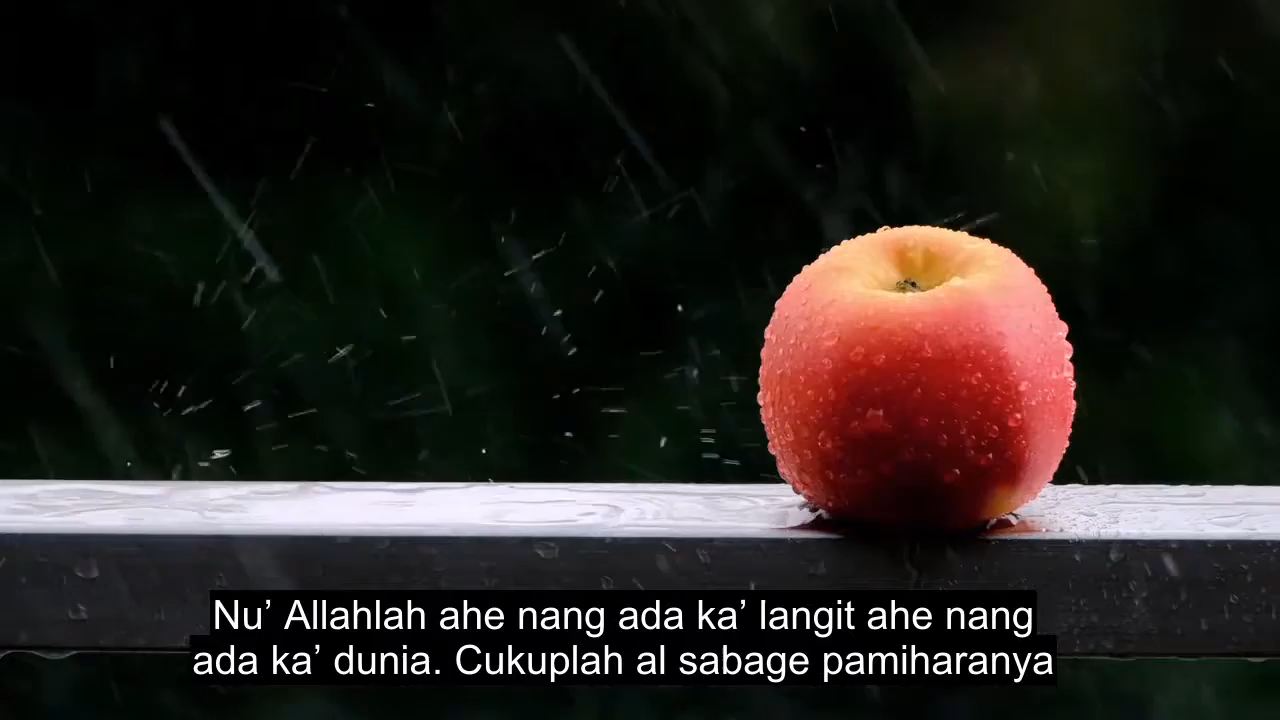 Nu’ Allahlah ahe nang ada ka’ langit ahe nang
ada ka’ dunia. Cukuplah al sabage pamiharanya